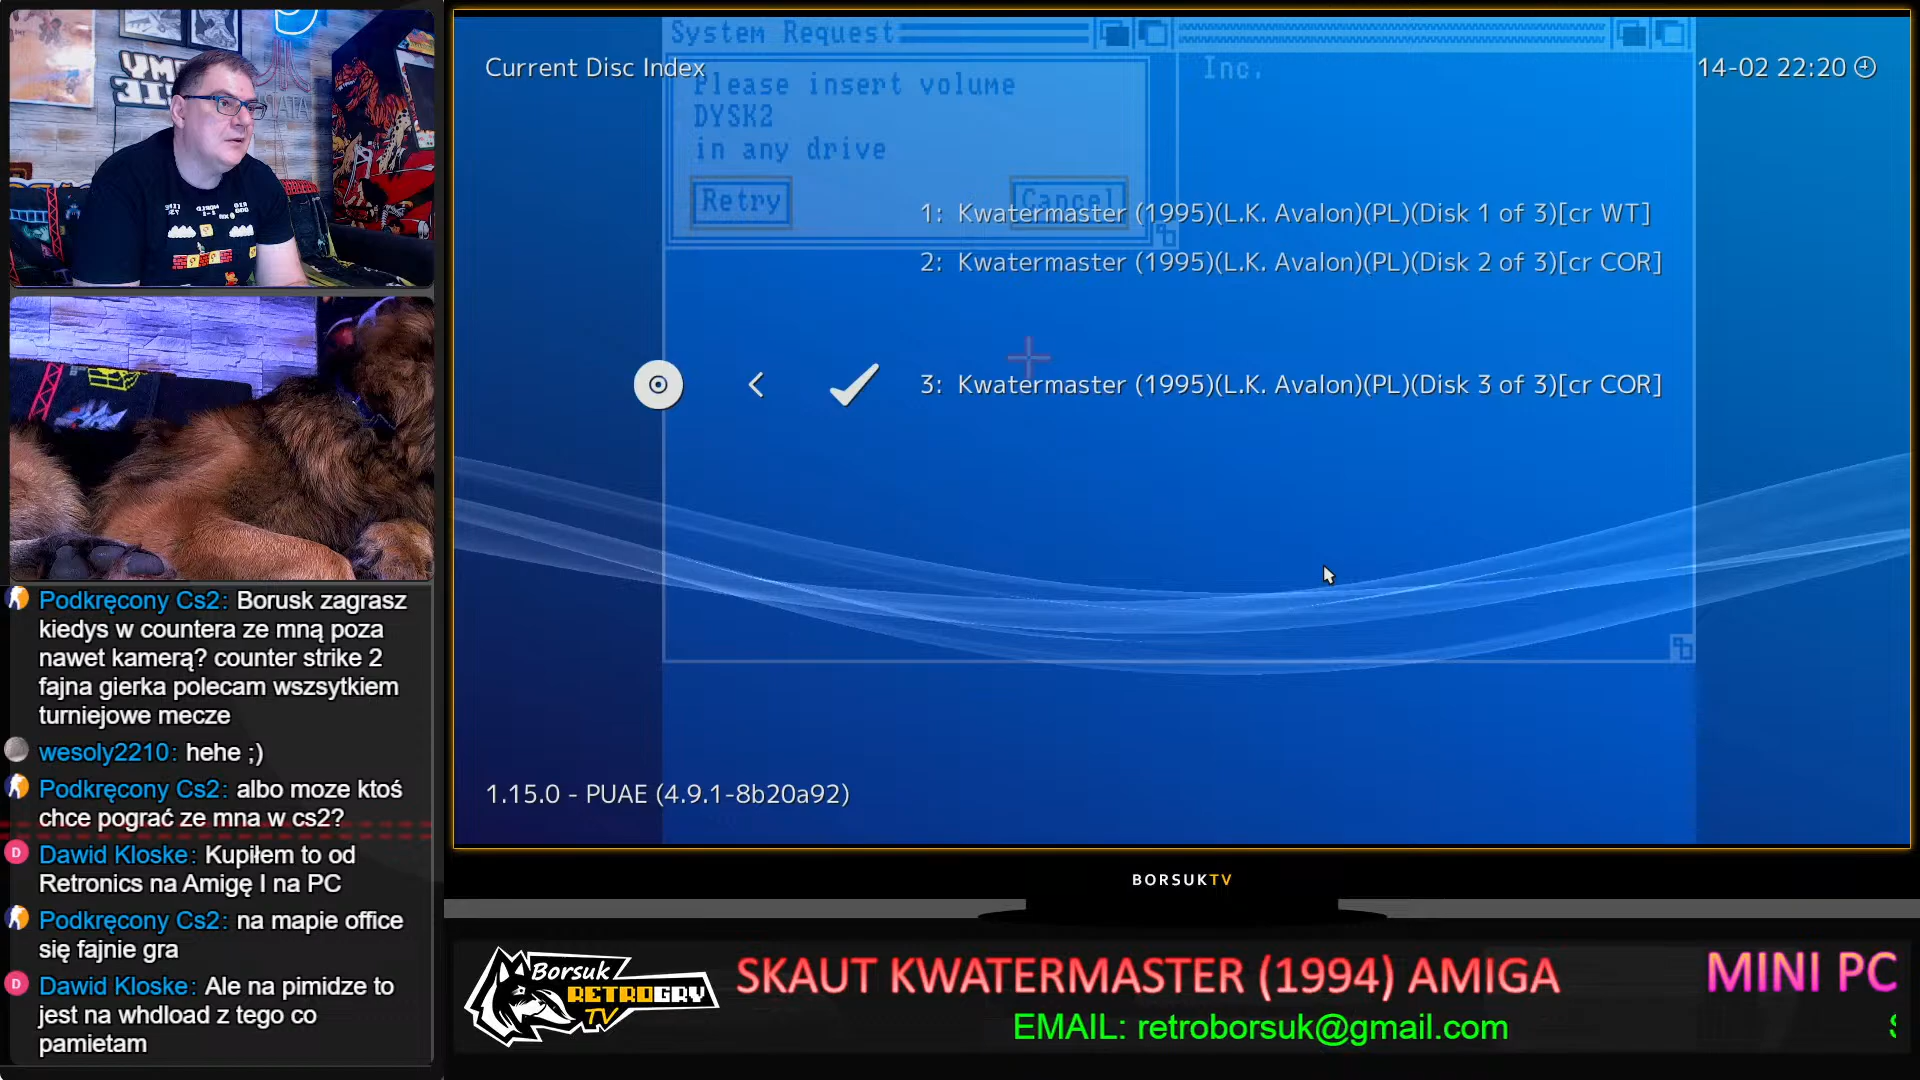 Current Disc Index
14-02 22:20
System Request
Please insert volume
DYSK2
in any drive
Retry
Cancel
Inc.
1: Kwatermaster (1995)(L.K. Avalon)(PL)(Disk 1 of 3)[cr WT]
2: Kwatermaster (1995)(L.K. Avalon)(PL)(Disk 2 of 3)[cr COR]
3: Kwatermaster (1995)(L.K. Avalon)(PL)(Disk 3 of 3)[cr COR]
1.15.0 - PUAE (4.9.1-8b20a92)
Podkręcony Cs2: Borusk zagrasz
kiedys w countera ze mną poza
nawet kamerą? counter strike 2
fajna gierka polecam wszsytkiem
turniejowe mecze
wesoly2210: hehe ;)
Podkręcony Cs2: albo moze ktoś
chce pograć ze mna w cs2?
Dawid Kloske: Kupiłem to od
Retronics na Amigę I na PC
Podkręcony Cs2: na mapie office
się fajnie gra
Dawid Kloske: Ale na pimidze to
jest na whdload z tego co
pamietam
BORSUKTV
Borsuk
RETROGRY
TV
SKAUT KWATERMASTER (1994) AMIGA
MINI PC
EMAIL: retroborsuk@gmail.com